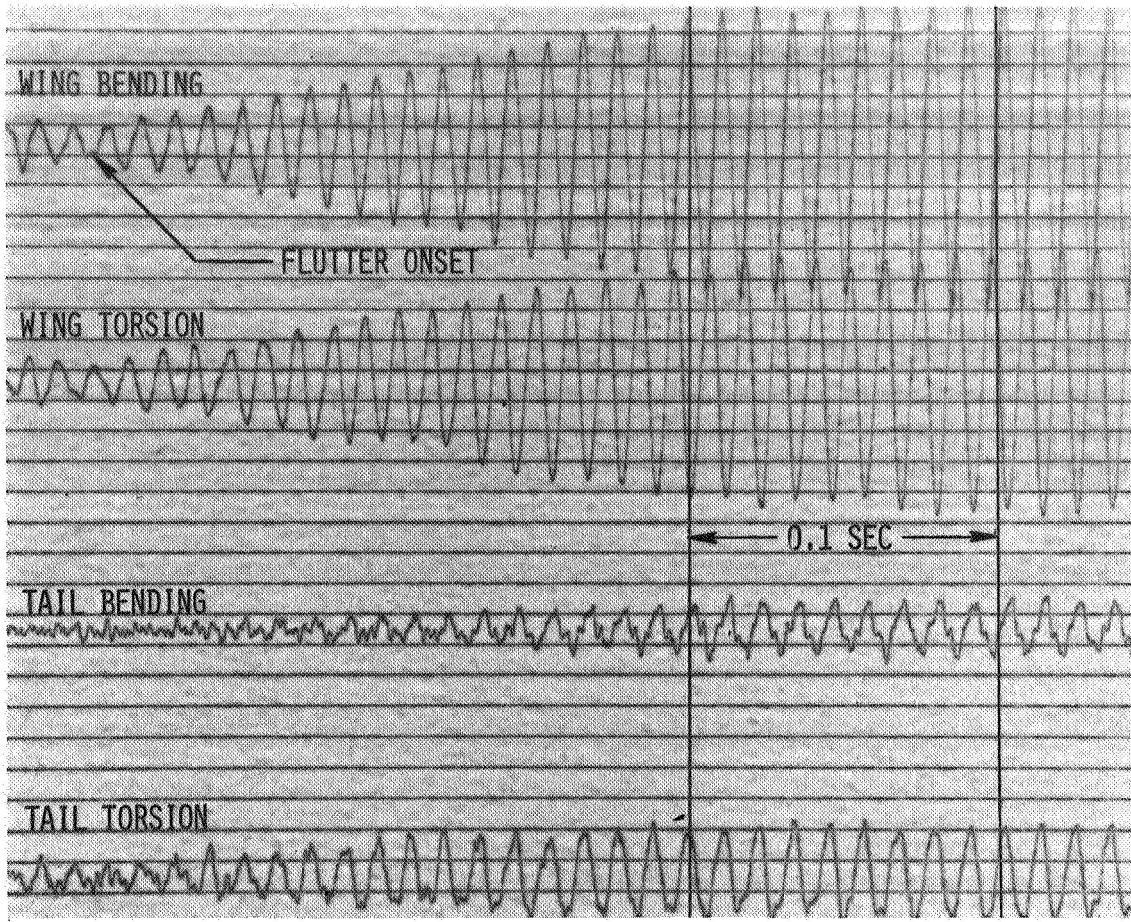 WING BENDING
FLUTTER ONSET
WING TORSION
0.1 SEC
TAIL BENDING
TAIL TORSION